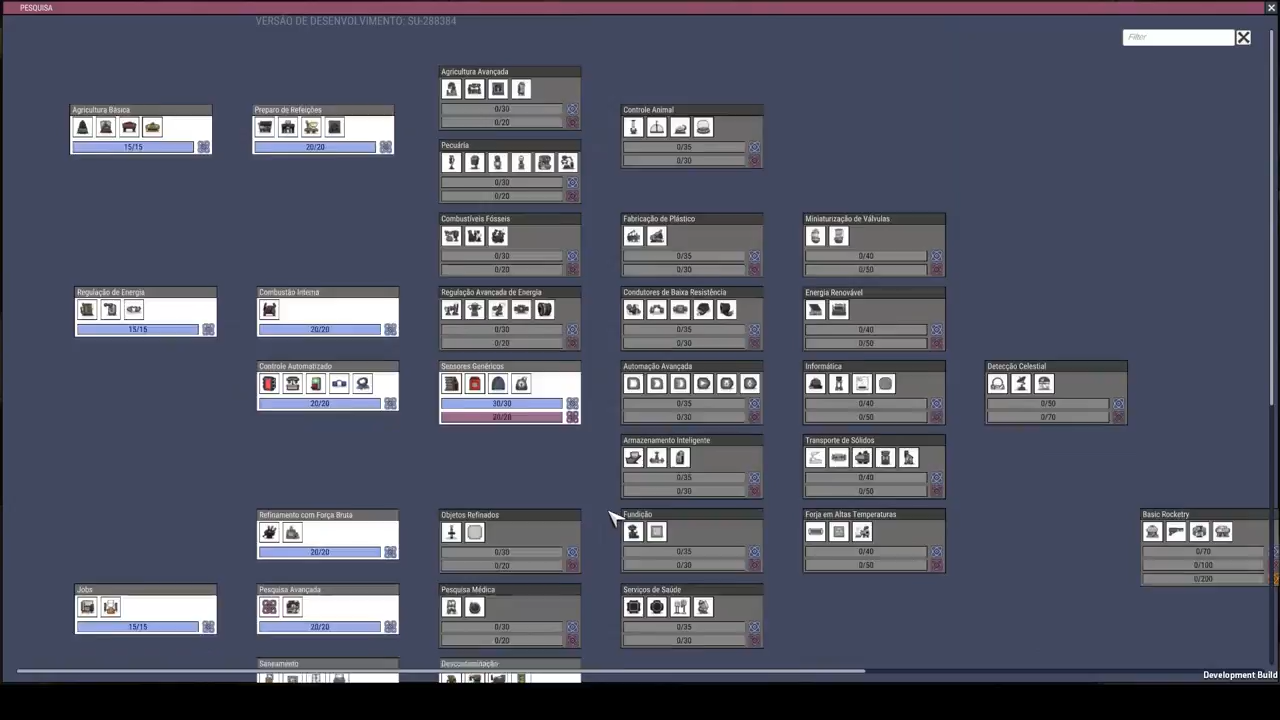 PESQUISA
VERSÃO DE DESENVOLVIMENTO: SU-288384
Filter
Agricultura Avançada
0/30
0/20
Agricultura Básica
15/15
Preparo de Refeições
20/20
Controle Animal
0/35
0/30
Pecuária
0/30
0/20
Combustíveis Fósseis
0/30
0/20
Fabricação de Plástico
0/35
0/30
Miniaturização de Válvulas
0/40
0/50
Regulação de Energia
15/15
Combustão Interna
20/20
Regulação Avançada de Energia
0/30
0/20
Condutores de Baixa Resistência
0/35
0/30
Energia Renovável
0/40
0/50
Controle Automatizado
20/20
Sensores Genéricos
30/30
20/20
Automação Avançada
0/35
0/30
Informática
0/40
0/50
Detecção Celestial
0/50
0/70
Armazenamento Inteligente
0/35
0/30
Transporte de Sólidos
0/40
0/50
Refinamento com Força Bruta
20/20
Objetos Refinados
0/30
0/20
Fundição
0/35
0/30
Forja em Altas Temperaturas
0/40
0/50
Basic Rocketry
0/70
0/100
0/200
Jobs
15/15
Pesquisa Avançada
20/20
Pesquisa Médica
0/30
0/20
Serviços de Saúde
0/35
0/30
Saneamento
Descontaminação
Development Build